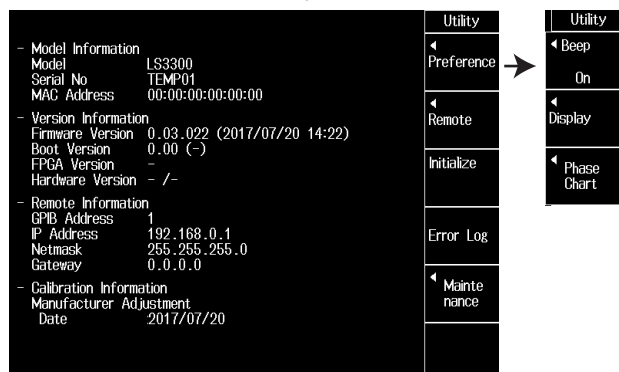 Utility
- Model Information
Model LS3300
Serial No TEMP01
MAC Address 00:00:00:00:00:00
- Version Information
Firmware Version 0.03.022 (2017/07/20 14:22)
Boot Version 0.00 (-)
FPGA Version -
Hardware Version - /-
- Remote Information
GPIB Address 1
IP Address 192.168.0.1
Netmask 255.255.255.0
Gateway 0.0.0.0
- Calibration Information
Manufacturer Adjustment
Date :2017/07/20
Preference
Remote
Initialize
Error Log
Mainte
nance
Utility
Beep
On
Display
Phase
Chart